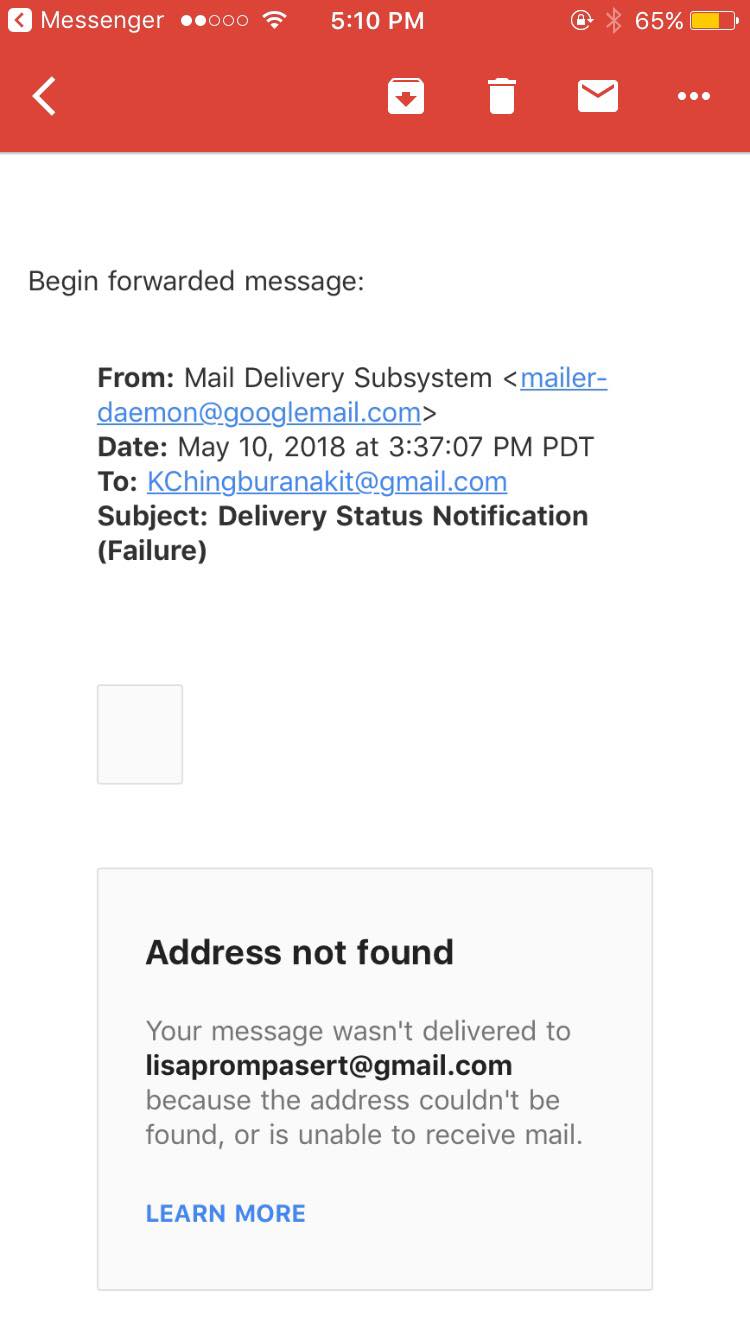 Messenger 5:10 PM 65%
Begin forwarded message:
From: Mail Delivery Subsystem <mailer-
daemon@googlemail.com>
Date: May 10, 2018 at 3:37:07 PM PDT
To: KChingburanakit@gmail.com
Subject: Delivery Status Notification
(Failure)
Address not found
Your message wasn't delivered to
lisaprompasert@gmail.com
because the address couldn't be
found, or is unable to receive mail.
LEARN MORE